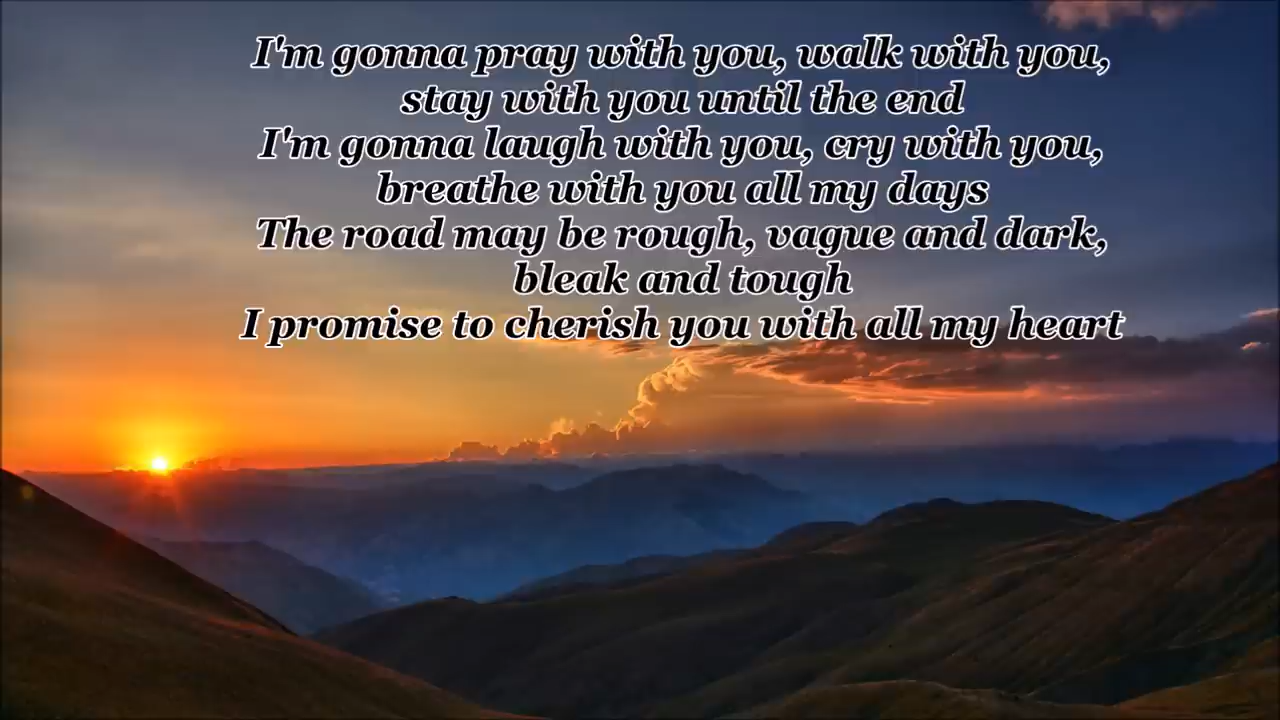 I'm gonna pray with you, walk with you,
stay with you until the end
I'm gonna laugh with you, cry with you,
breathe with you all my days
The road may be rough, vague and dark,
bleak and tough
I promise to cherish you with all my heart